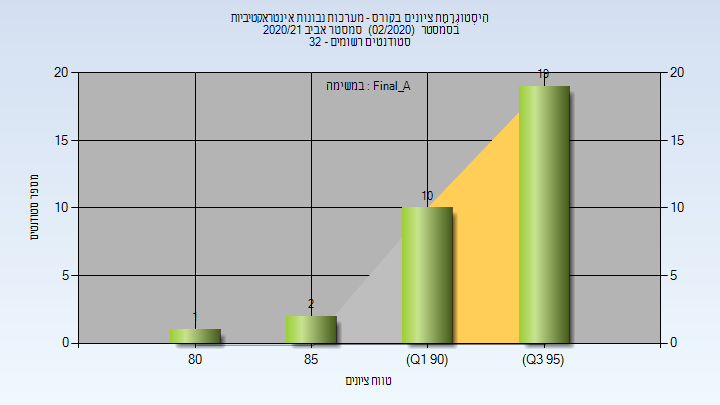 היסטוגרמת ציונים בקורס - מערכות נבונות אינטראקטיביות
בסמסטר (02/2020) סמסטר אביב 2020/21
סטודנטים רשומים - 32
במשימה : Final_A
מספר סטודנטים
20
15
10
5
0
20
15
10
5
0
1
2
10
19
80
85
(Q1 90)
(Q3 95)
טווח ציונים